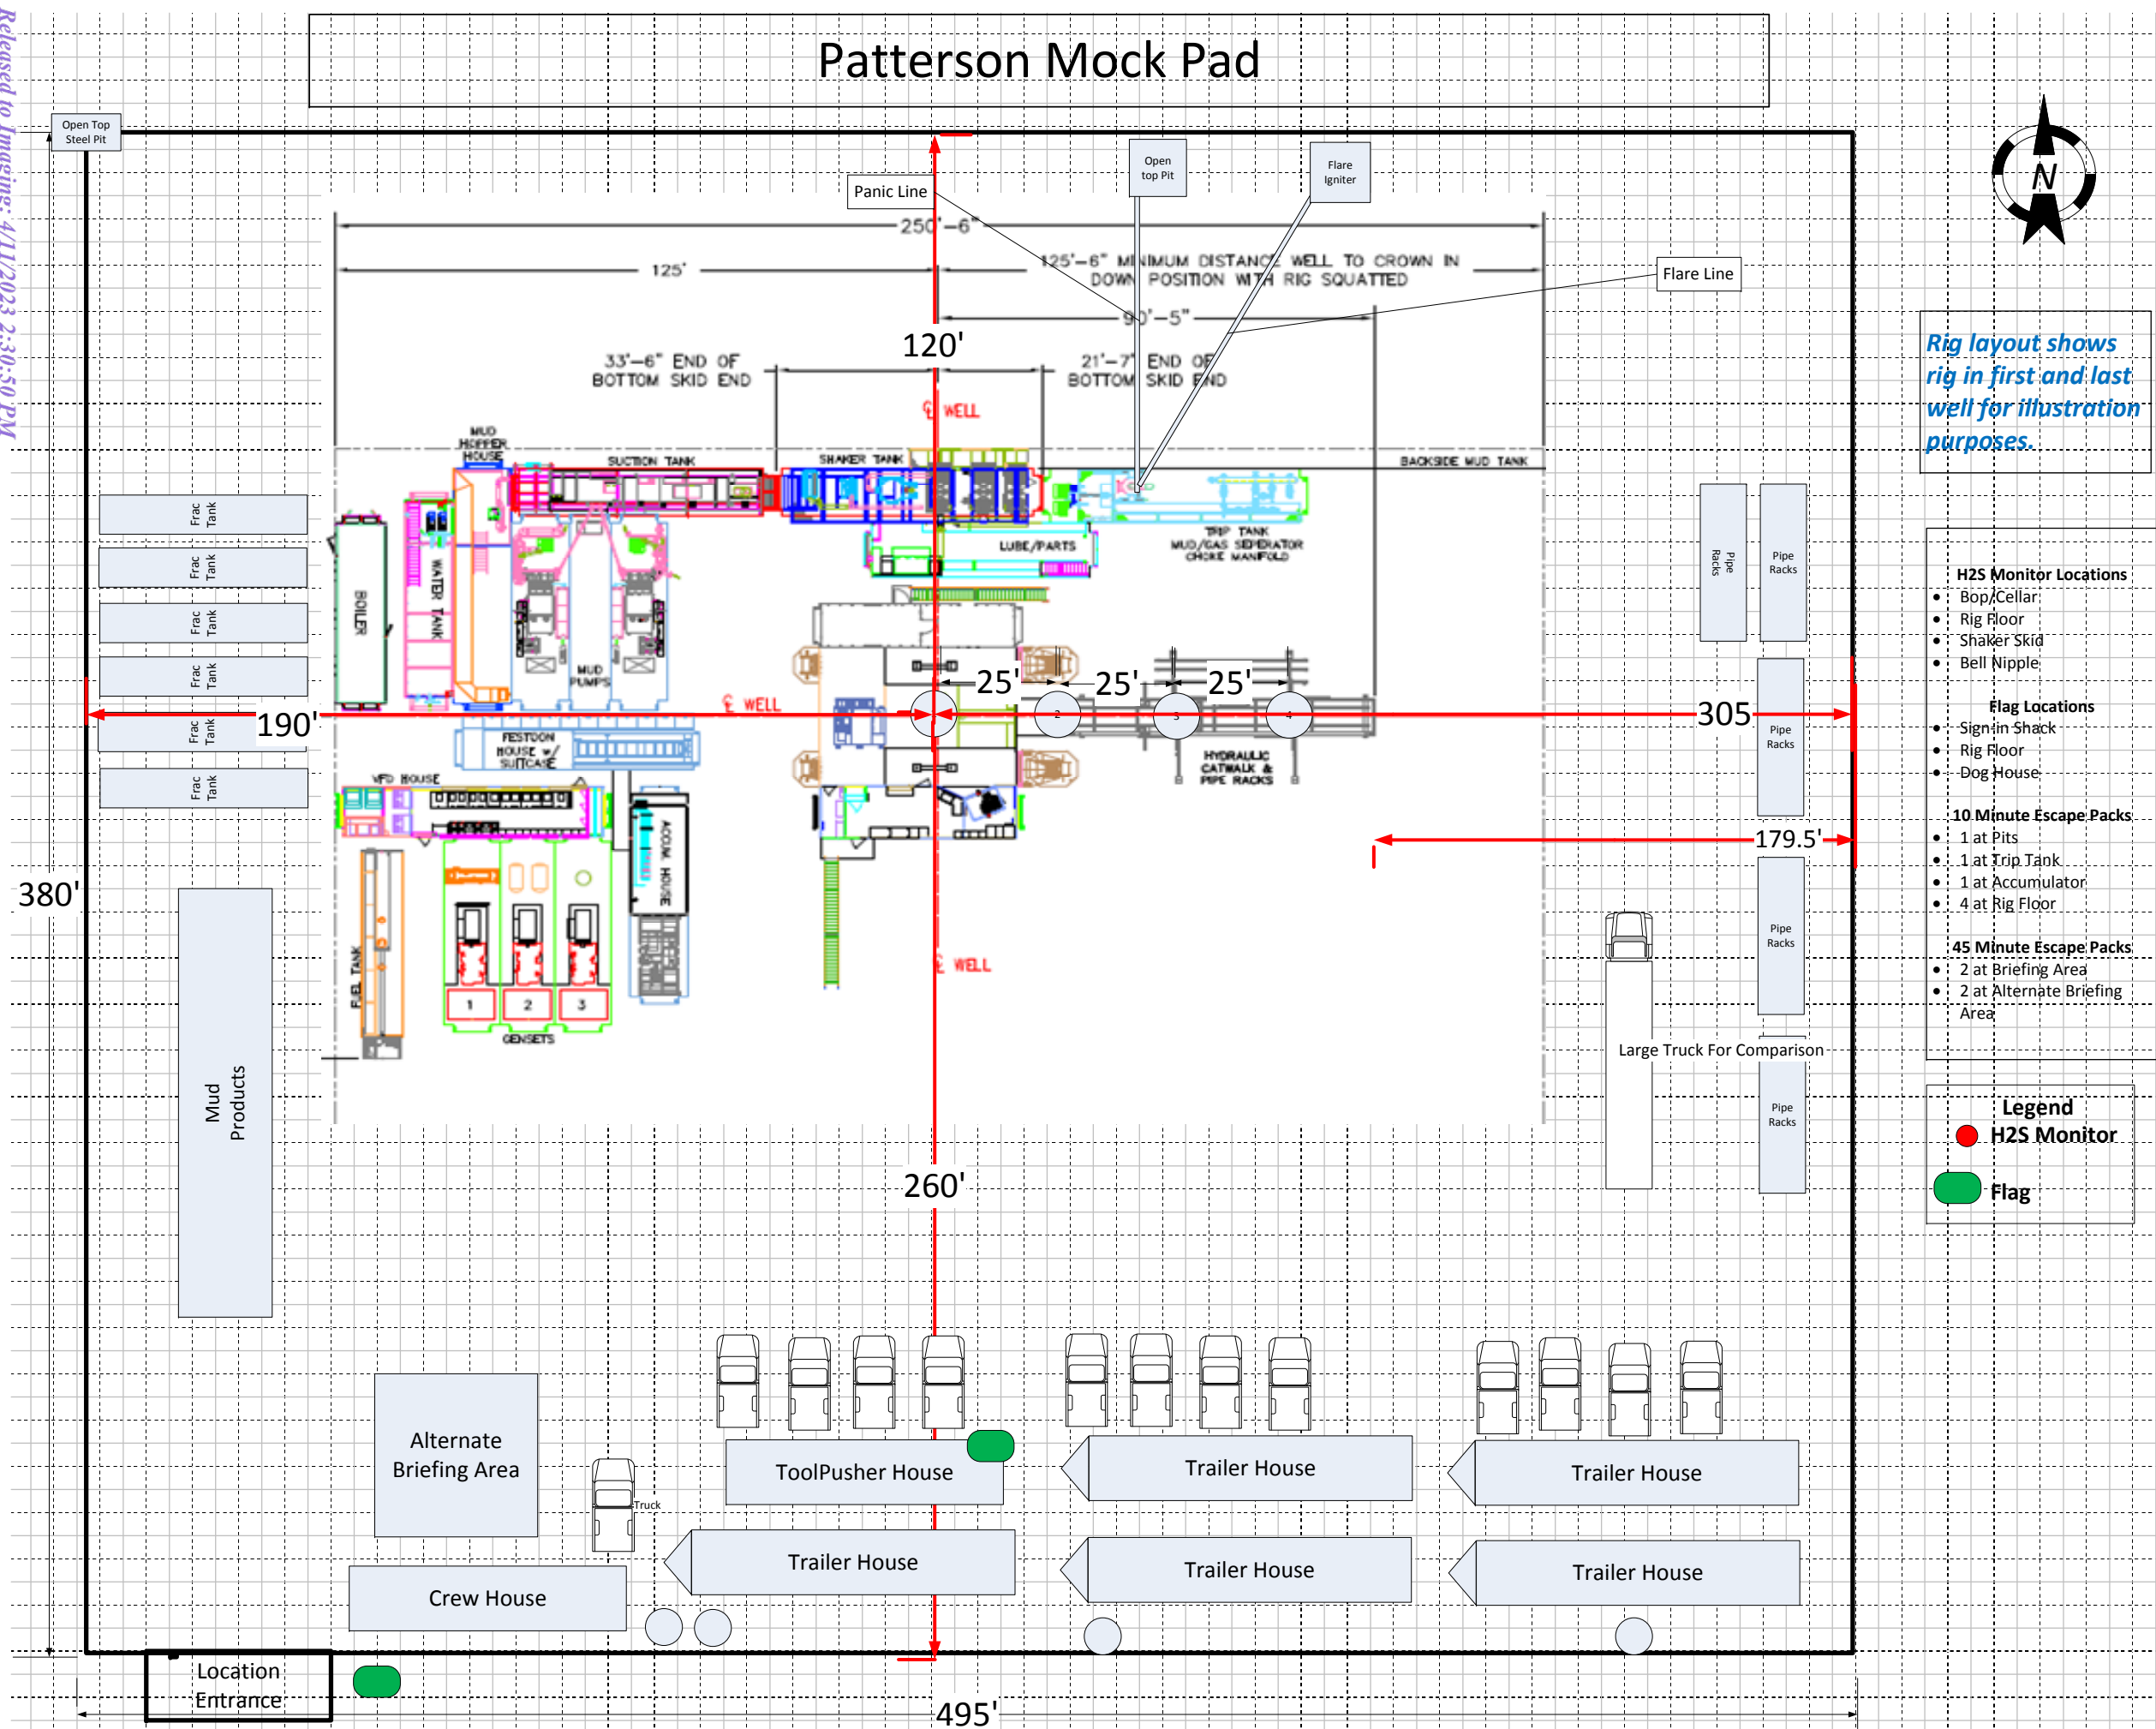 Released to Imaging: 4/11/2023 2:30:50 PM
Patterson Mock Pad
Open Top
Steel Pit
Open
top Pit
Flare
Igniter
Panic Line
N
250'-6"
125'
125'-6" MINIMUM DISTANCE WELL TO CROWN IN
DOWN POSITION WITH RIG SQUATTED
Flare Line
90'-5"
120'
33'-6" END OF
BOTTOM SKID END
21'-7" END OF
BOTTOM SKID END
Rig layout shows
rig in first and last
well for illustration
purposes.
℄ WELL
MUD
HOPPER
HOUSE
SUCTION TANK
SHAKER TANK
BACKSIDE MUD TANK
Frac
Tank
Frac
Tank
Frac
Tank
Frac
Tank
Frac
Tank
Frac
Tank
BOILER
WATER TANK
MUD
PUMPS
LUBE/PARTS
TRIP TANK
MUD/GAS SEPERATOR
CHOKE MANIFOLD
Pipe
Racks
Pipe
Racks
25'
25'
25'
℄ WELL
2
3
4
190'
305
Pipe
Racks
FESTOON
HOUSE w/
SUITCASE
HYDRAULIC
CATWALK &
PIPE RACKS
VFD HOUSE
ACCUM. HOUSE
179.5'
380'
FUEL TANK
1
2
3
GENSETS
℄ WELL
Pipe
Racks
Large Truck For Comparison
Pipe
Racks
Mud
Products
260'
H2S Monitor Locations
• Bop/Cellar
• Rig Floor
• Shaker Skid
• Bell Nipple
Flag Locations
• Sign-in Shack
• Rig Floor
• Dog House
10 Minute Escape Packs
• 1 at Pits
• 1 at Trip Tank
• 1 at Accumulator
• 4 at Rig Floor
45 Minute Escape Packs
• 2 at Briefing Area
• 2 at Alternate Briefing
Area
Legend
H2S Monitor
Flag
Alternate
Briefing Area
Truck
ToolPusher House
Trailer House
Trailer House
Crew House
Trailer House
Trailer House
Trailer House
Location
Entrance
495'